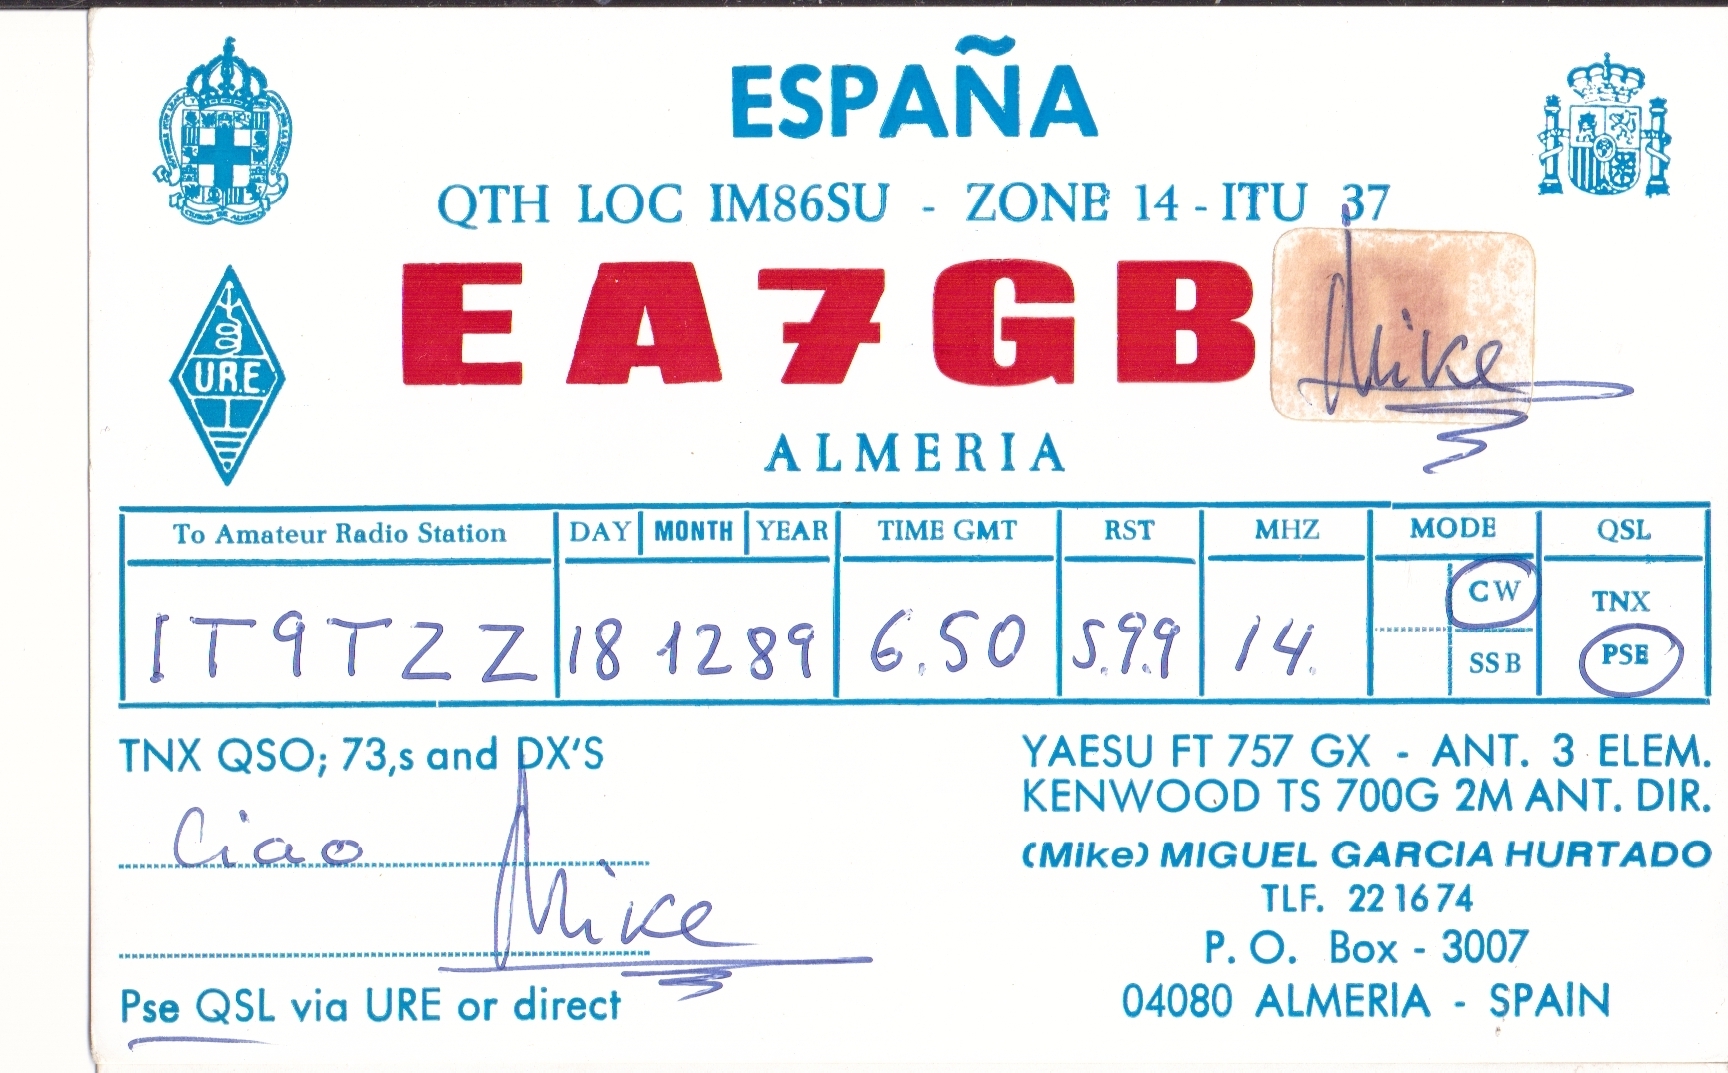 ESPAÑA
QTH LOC IM86SU - ZONE 14 - ITU 37
EA7GB
Mike
U.R.E.
ALMERIA
To Amateur Radio Station DAY MONTH YEAR TIME GMT RST MHZ MODE QSL
CW TNX
IT9TZZ 18 12 89 6.50 5.9.9 14. SSB PSE
TNX QSO; 73,s and DX'S
Ciao Mike
Pse QSL via URE or direct
YAESU FT 757 GX - ANT. 3 ELEM.
KENWOOD TS 700G 2M ANT. DIR.
(Mike) MIGUEL GARCIA HURTADO
TLF. 22 16 74
P. O. Box - 3007
04080 ALMERIA - SPAIN